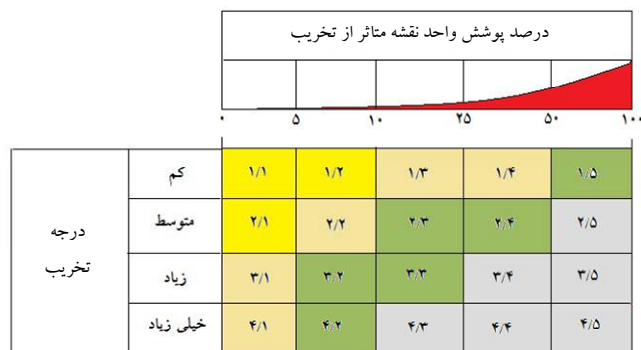 درصد پوشش واحد نقشه متاثر از تخریب
۰ ۵ ۱۰ ۲۵ ۵۰ ۱۰۰
درجه تخریب
کم ۱/۱ ۱/۲ ۱/۳ ۱/۴ ۱/۵
متوسط ۲/۱ ۲/۲ ۲/۳ ۲/۴ ۲/۵
زیاد ۳/۱ ۳/۲ ۳/۳ ۳/۴ ۳/۵
خیلی زیاد ۴/۱ ۴/۲ ۴/۳ ۴/۴ ۴/۵